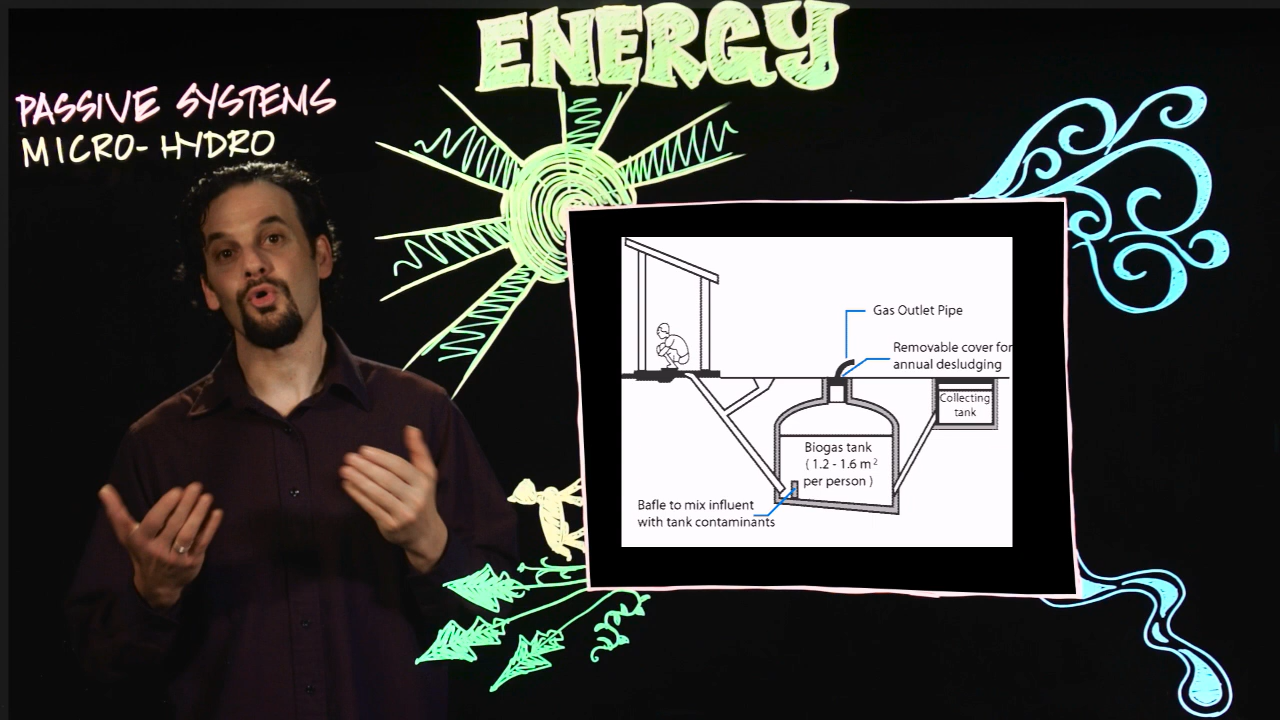 ENERGY
PASSIVE SYSTEMS
MICRO-HYDRO
Gas Outlet Pipe
Removable cover for
annual desludging
Collecting
tank
Biogas tank
( 1.2 - 1.6 m²
per person )
Bafle to mix influent
with tank contaminants